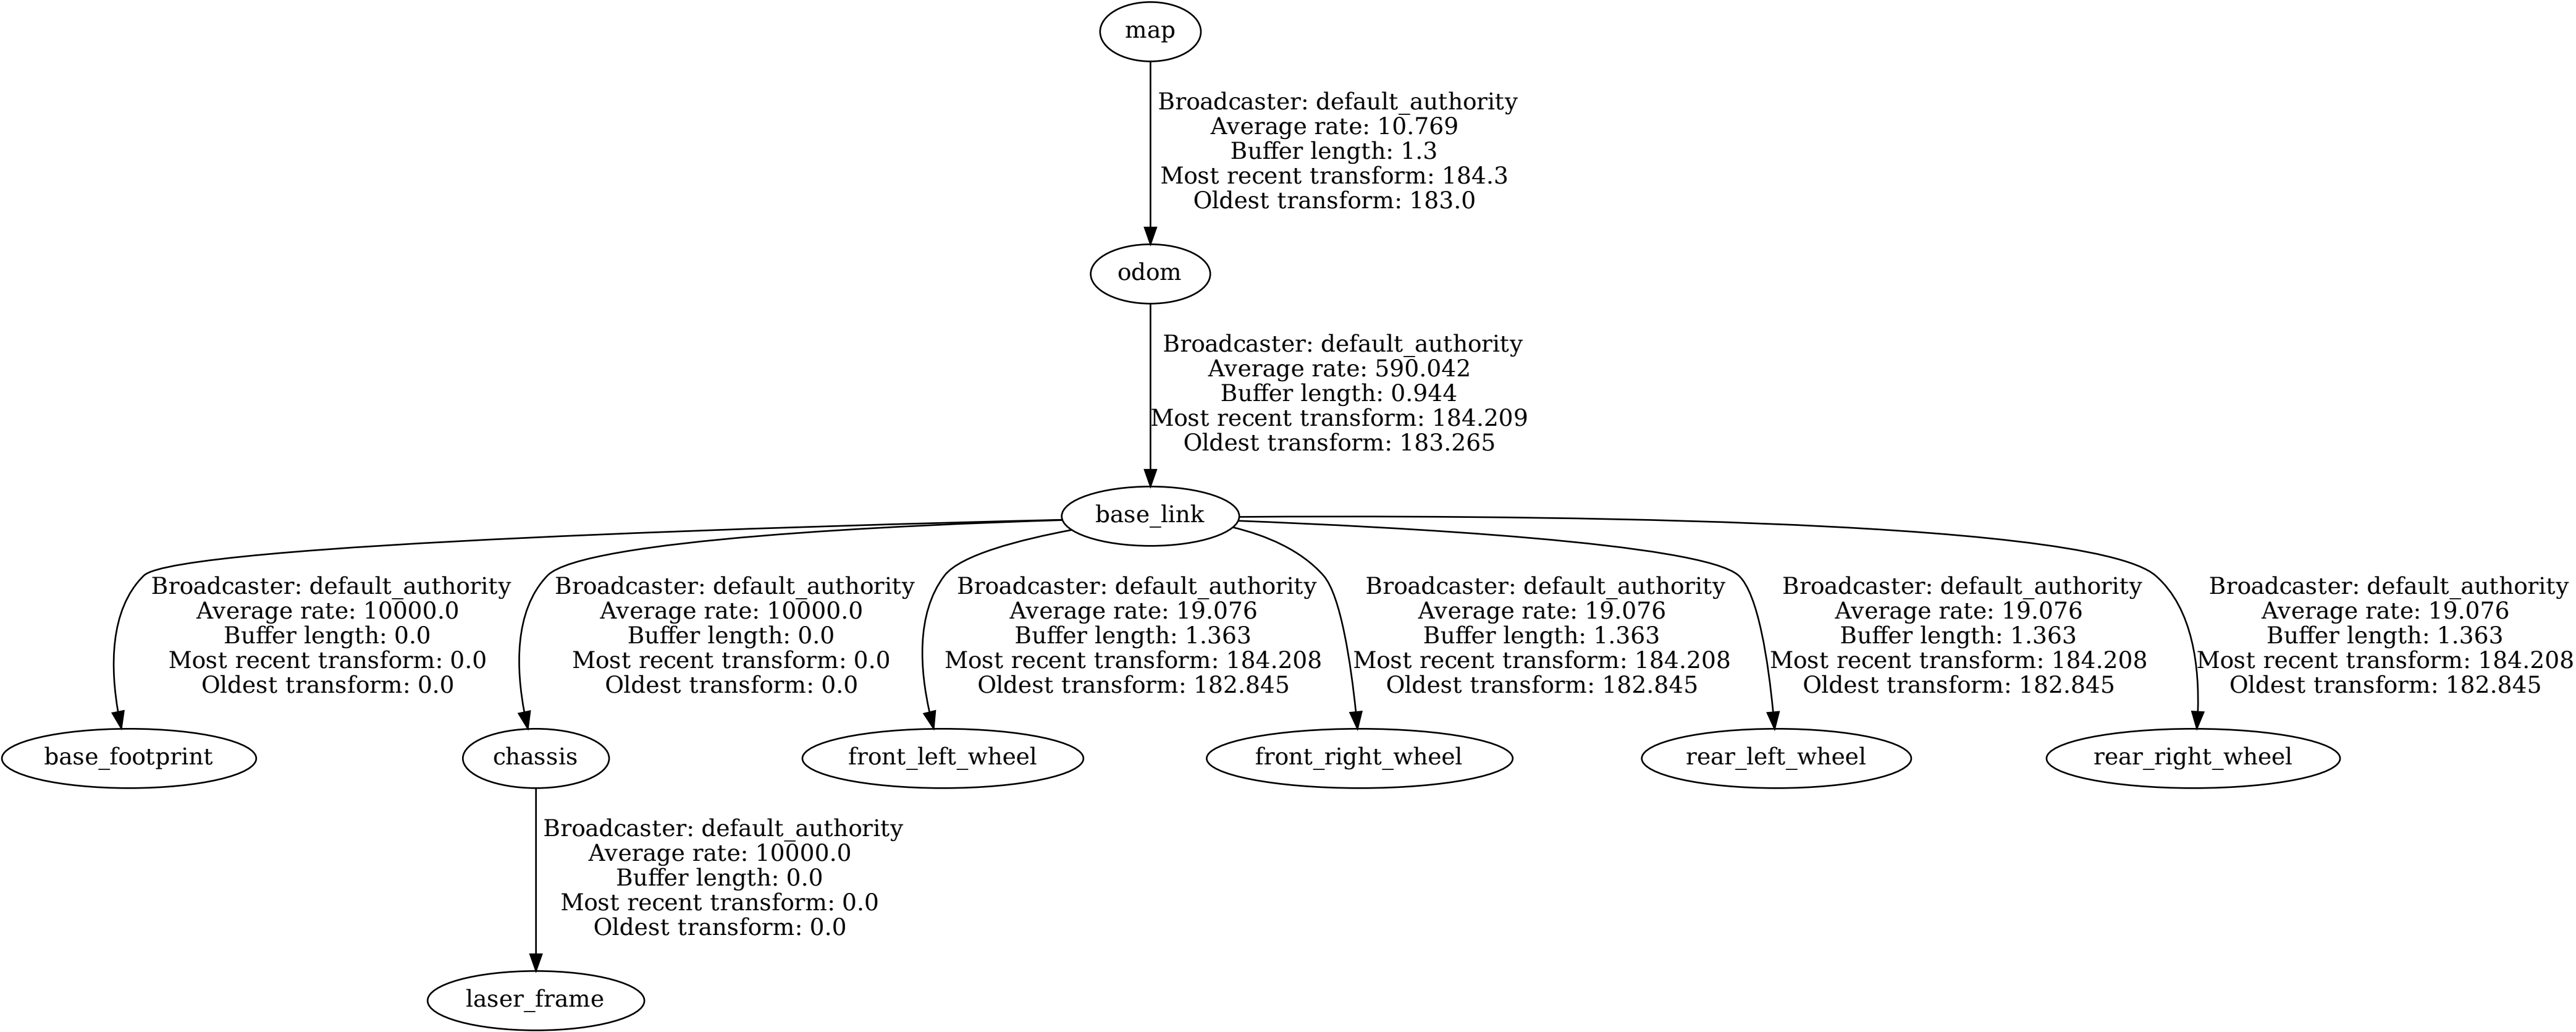 map
Broadcaster: default_authority
Average rate: 10.769
Buffer length: 1.3
Most recent transform: 184.3
Oldest transform: 183.0
odom
Broadcaster: default_authority
Average rate: 590.042
Buffer length: 0.944
Most recent transform: 184.209
Oldest transform: 183.265
base_link
Broadcaster: default_authority
Average rate: 10000.0
Buffer length: 0.0
Most recent transform: 0.0
Oldest transform: 0.0
Broadcaster: default_authority
Average rate: 10000.0
Buffer length: 0.0
Most recent transform: 0.0
Oldest transform: 0.0
Broadcaster: default_authority
Average rate: 19.076
Buffer length: 1.363
Most recent transform: 184.208
Oldest transform: 182.845
Broadcaster: default_authority
Average rate: 19.076
Buffer length: 1.363
Most recent transform: 184.208
Oldest transform: 182.845
Broadcaster: default_authority
Average rate: 19.076
Buffer length: 1.363
Most recent transform: 184.208
Oldest transform: 182.845
Broadcaster: default_authority
Average rate: 19.076
Buffer length: 1.363
Most recent transform: 184.208
Oldest transform: 182.845
base_footprint
chassis
front_left_wheel
front_right_wheel
rear_left_wheel
rear_right_wheel
Broadcaster: default_authority
Average rate: 10000.0
Buffer length: 0.0
Most recent transform: 0.0
Oldest transform: 0.0
laser_frame